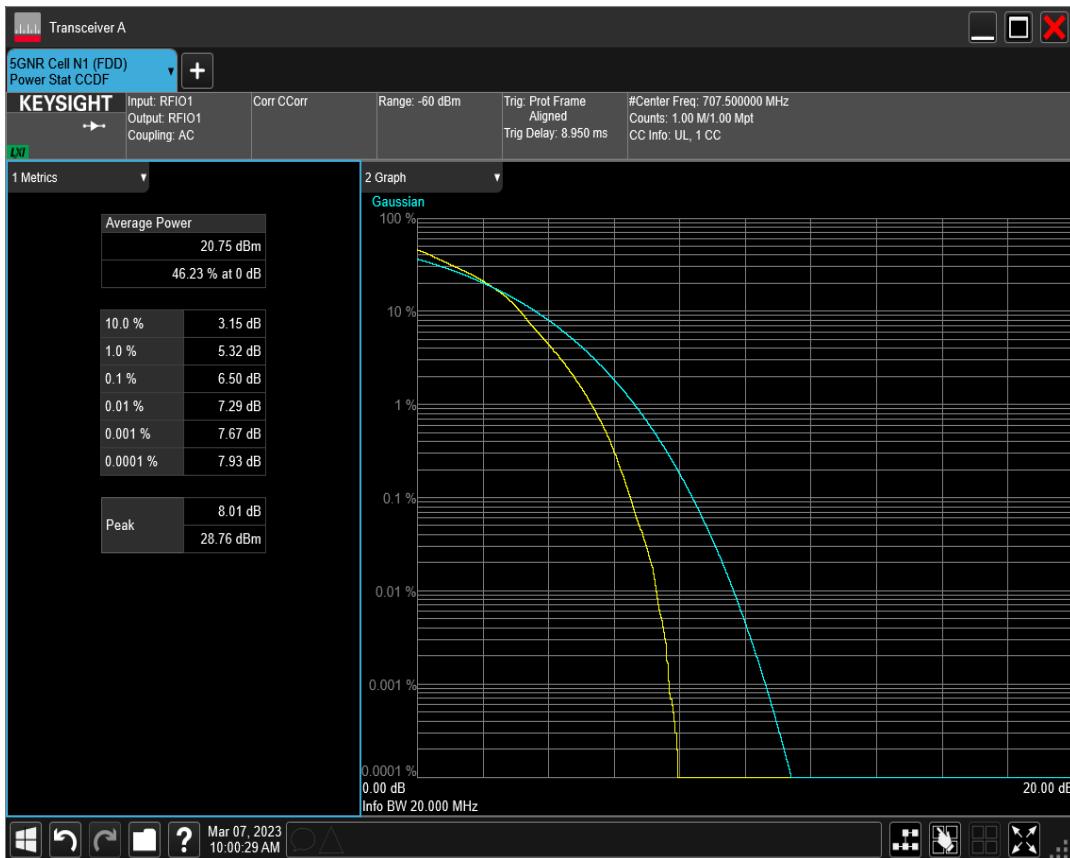 Transceiver A
5GNR Cell N1 (FDD)
Power Stat CCDF
KEYSIGHT
LXI
Input: RFIO1
Output: RFIO1
Coupling: AC
Corr CCorr
Range: -60 dBm
Trig: Prot Frame
Aligned
Trig Delay: 8.950 ms
#Center Freq: 707.500000 MHz
Counts: 1.00 M/1.00 Mpt
CC Info: UL, 1 CC
1 Metrics
Average Power
20.75 dBm
46.23 % at 0 dB
10.0 % 3.15 dB
1.0 % 5.32 dB
0.1 % 6.50 dB
0.01 % 7.29 dB
0.001 % 7.67 dB
0.0001 % 7.93 dB
Peak 8.01 dB
28.76 dBm
2 Graph
Gaussian
100 %
10 %
1 %
0.1 %
0.01 %
0.001 %
0.0001 %
0.00 dB 20.00 dB
Info BW 20.000 MHz
?
Mar 07, 2023
10:00:29 AM